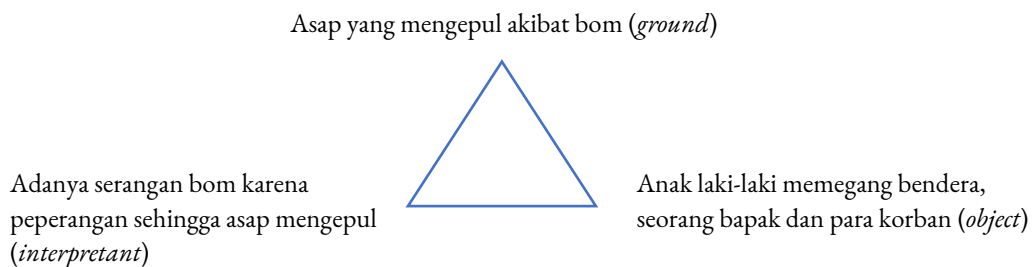 Asap yang mengepul akibat bom (ground)
Adanya serangan bom karena
peperangan sehingga asap mengepul
(interpretant)
Anak laki-laki memegang bendera,
seorang bapak dan para korban (object)